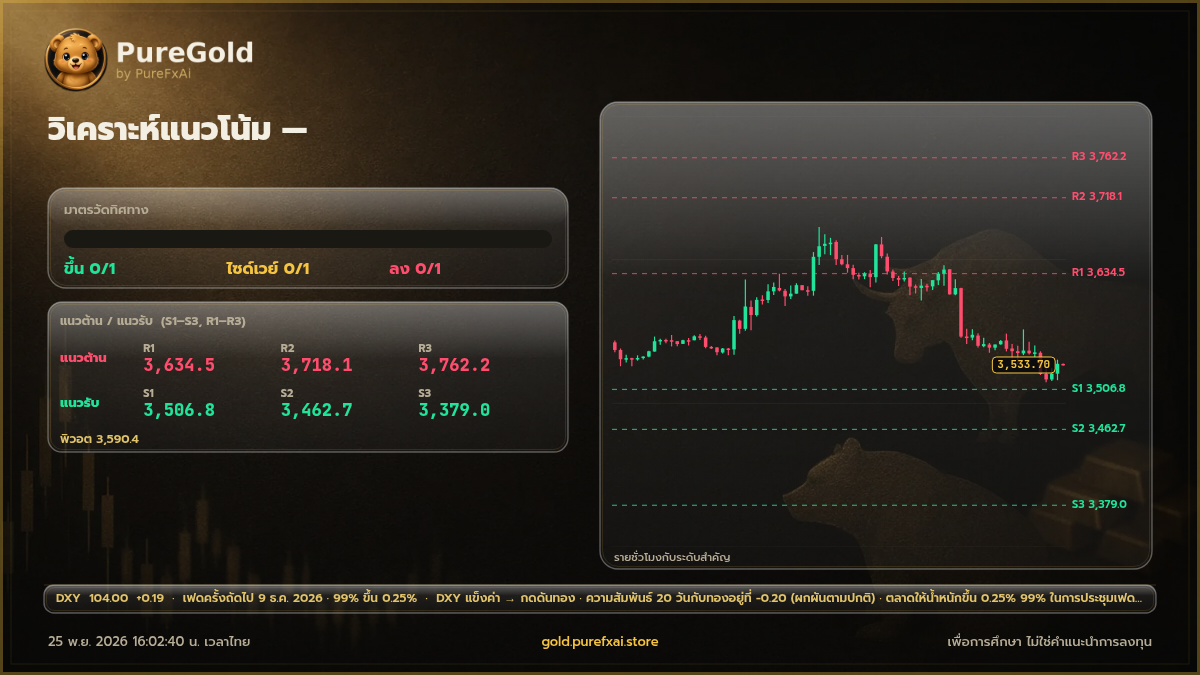 PureGold
by PureFxAi
วิเคราะห์แนวโน้ม —
มาตรวัดทิศทาง
ขึ้น 0/1 ไซด์เวย์ 0/1 ลง 0/1
แนวต้าน / แนวรับ (S1–S3, R1–R3)
R1 R2 R3
แนวต้าน 3,634.5 3,718.1 3,762.2
S1 S2 S3
แนวรับ 3,506.8 3,462.7 3,379.0
พิวอต 3,590.4
R3 3,762.2
R2 3,718.1
R1 3,634.5
3,533.70
S1 3,506.8
S2 3,462.7
S3 3,379.0
รายชั่วโมงกับระดับสำคัญ
DXY 104.00 +0.19 · เฟดครั้งถัดไป 9 ธ.ค. 2026 · 99% ขึ้น 0.25% · DXY แข็งค่า → กดดันทอง · ความสัมพันธ์ 20 วันกับทองอยู่ที่ -0.20 (ผกผันตามปกติ) · ตลาดให้น้ำหนักขึ้น 0.25% 99% ในการประชุมเฟด…
25 พ.ย. 2026 16:02:40 น. เวลาไทย
gold.purefxai.store
เพื่อการศึกษา ไม่ใช่คำแนะนำการลงทุน